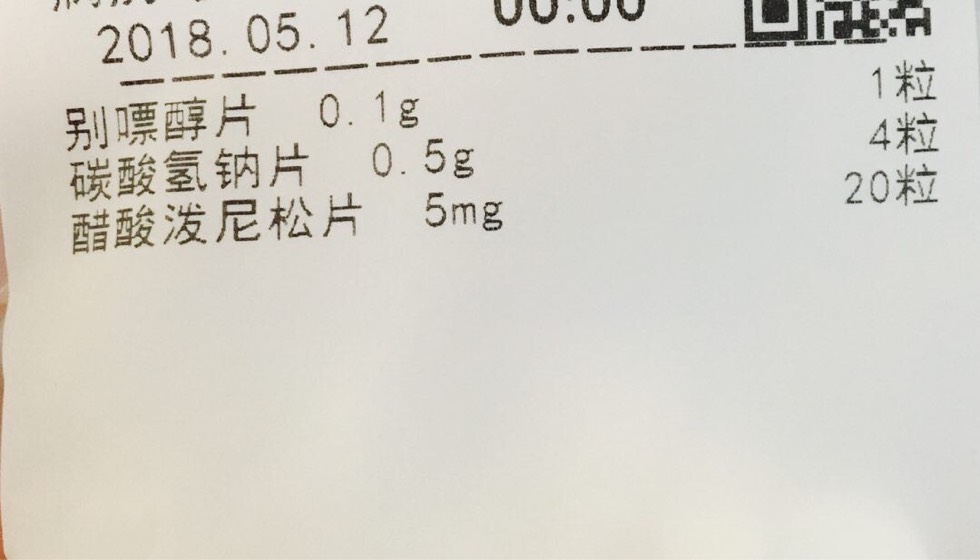 2018.05.12 00:00
别嘌醇片 0.1g 1粒
碳酸氢钠片 0.5g 4粒
醋酸泼尼松片 5mg 20粒